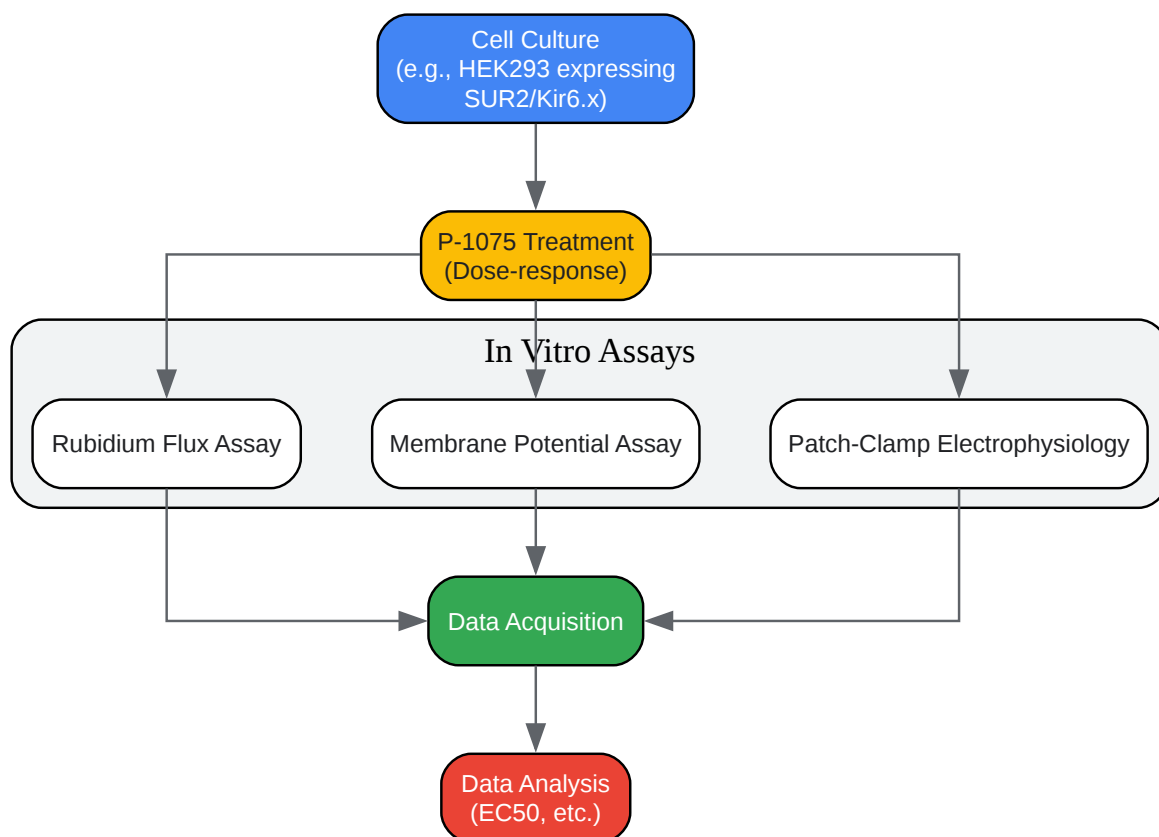 Cell Culture
(e.g., HEK293 expressing
SUR2/Kir6.x)
P-1075 Treatment
(Dose-response)
In Vitro Assays
Rubidium Flux Assay
Membrane Potential Assay
Patch-Clamp Electrophysiology
Data Acquisition
Data Analysis
(EC50, etc.)